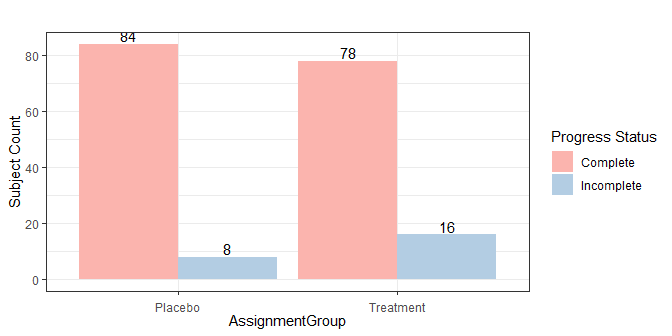 84
78
8
16
80
60
40
20
0
Subject Count
Placebo
Treatment
AssignmentGroup
Progress Status
Complete
Incomplete